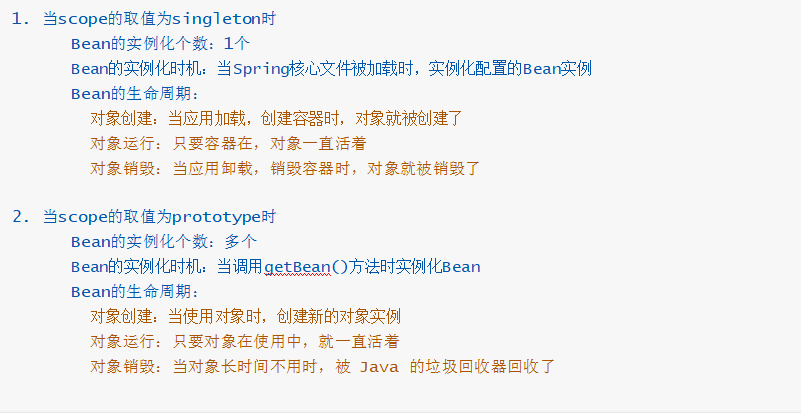 1. 当scope的取值为singleton时
Bean的实例化个数：1个
Bean的实例化时机：当Spring核心文件被加载时，实例化配置的Bean实例
Bean的生命周期：
对象创建：当应用加载，创建容器时，对象就被创建了
对象运行：只要容器在，对象一直活着
对象销毁：当应用卸载，销毁容器时，对象就被销毁了
2. 当scope的取值为prototype时
Bean的实例化个数：多个
Bean的实例化时机：当调用getBean()方法时实例化Bean
Bean的生命周期：
对象创建：当使用对象时，创建新的对象实例
对象运行：只要对象在使用中，就一直活着
对象销毁：当对象长时间不用时，被 Java 的垃圾回收器回收了